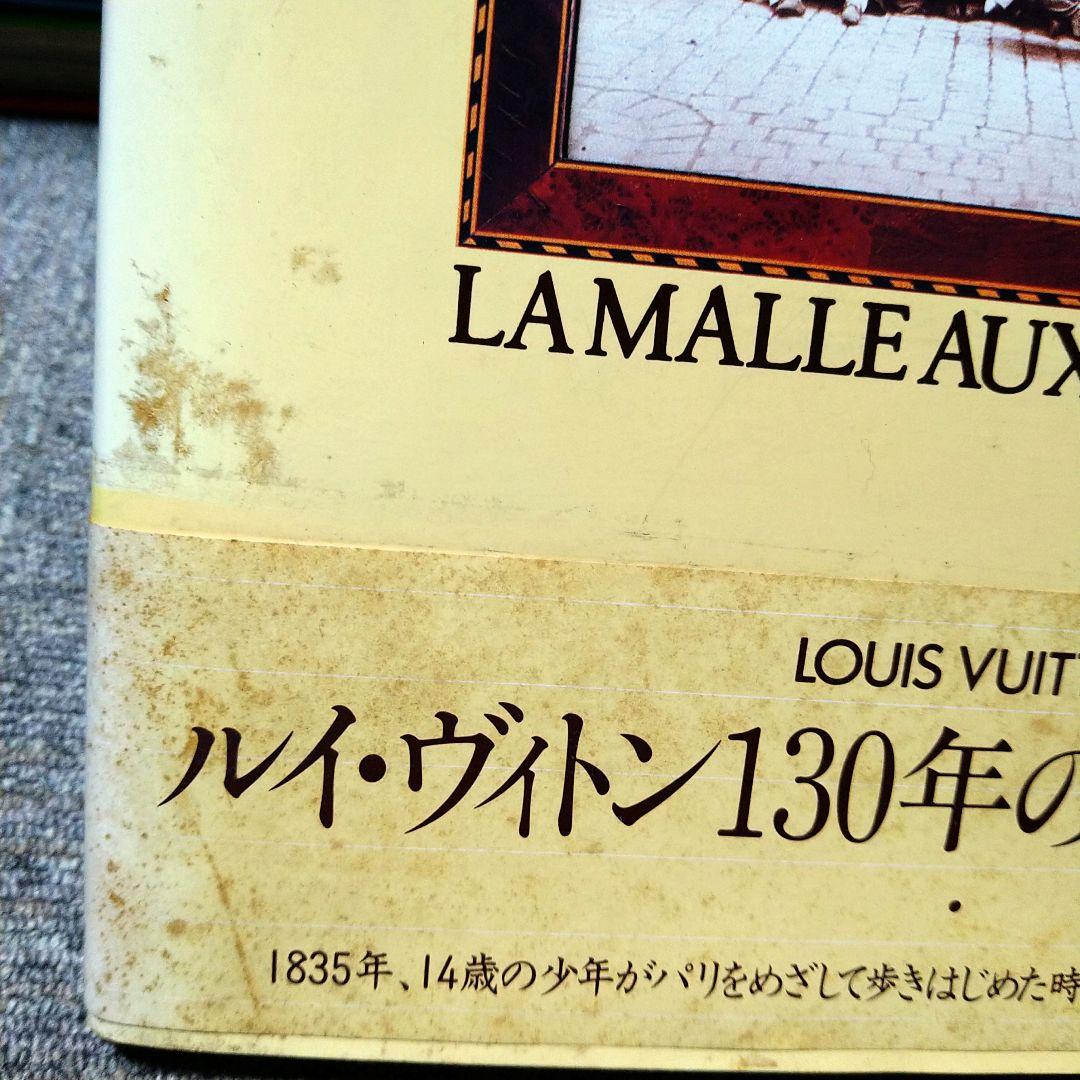 LA MALLE AUX
LOUIS VUITT
ルイ・ヴィトン130年の
・
1835年、14歳の少年がパリをめざして歩きはじめた時